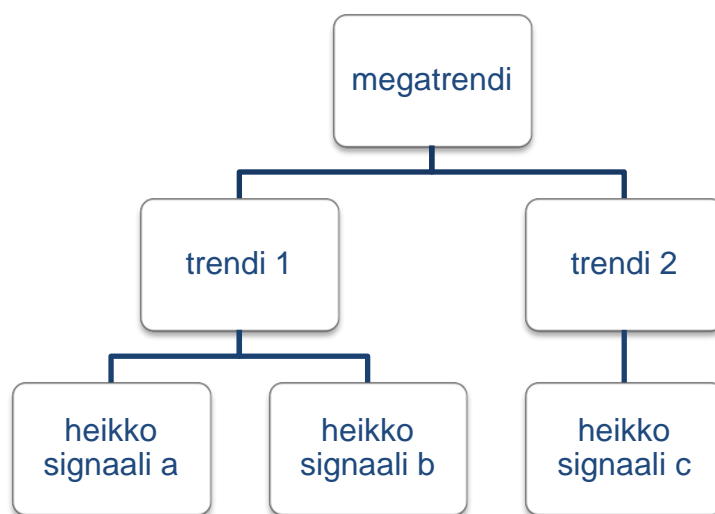 megatrendi
trendi 1
trendi 2
heikko
signaali a
heikko
signaali b
heikko
signaali c